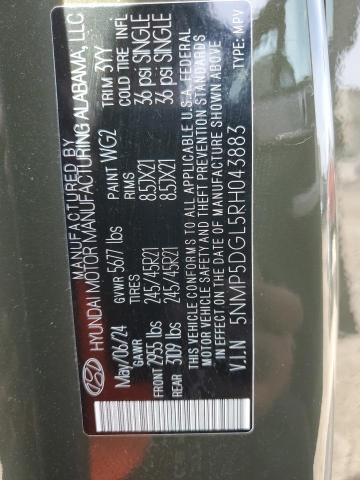 MANUFACTURED BY
HYUNDAI MOTOR MANUFACTURING ALABAMA, LLC
May/06/24 GVWR 5677 lbs PAINT WG2 TRIM 3YY
GAWR TIRES RIMS COLD TIRE INFL.
FRONT 2955 lbs 245/45R21 8.5JX21 36 psi SINGLE
REAR 3109 lbs 245/45R21 8.5JX21 36 psi SINGLE
THIS VEHICLE CONFORMS TO ALL APPLICABLE U.S.A. FEDERAL
MOTOR VEHICLE SAFETY, BUMPER, AND THEFT PREVENTION
STANDARDS IN EFFECT ON THE DATE OF MANUFACTURE SHOWN ABOVE.
V.I.N 5NMP5DGL5RH043883 TYPE: MPV